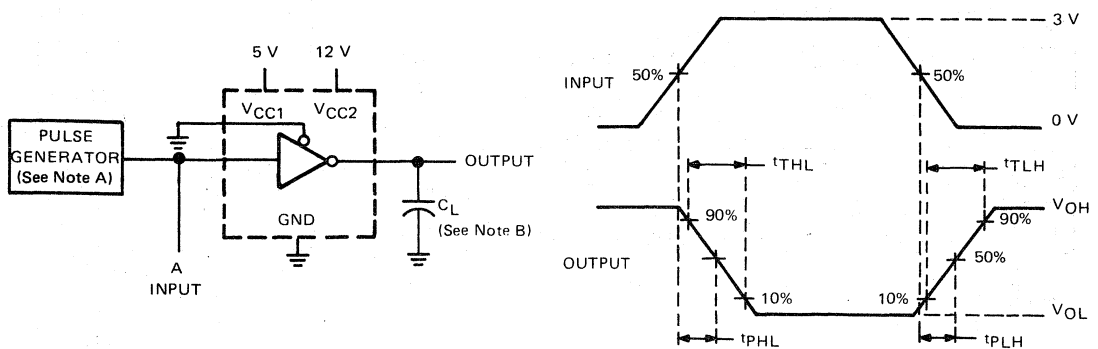 5 V
12 V
VCC1
VCC2
PULSE
GENERATOR
(See Note A)
OUTPUT
CL
(See Note B)
GND
A
INPUT
3 V
INPUT
50%
50%
0 V
tTHL
tTLH
VOH
90%
90%
OUTPUT
50%
10%
10%
VOL
tPHL
tPLH